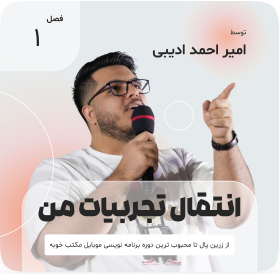 فصل
۱
توسط
امیر احمد ادیبی
انتقال تجربیات من
از زرین پال تا محبوب ترین دوره برنامه نویسی موبایل مکتب خونه